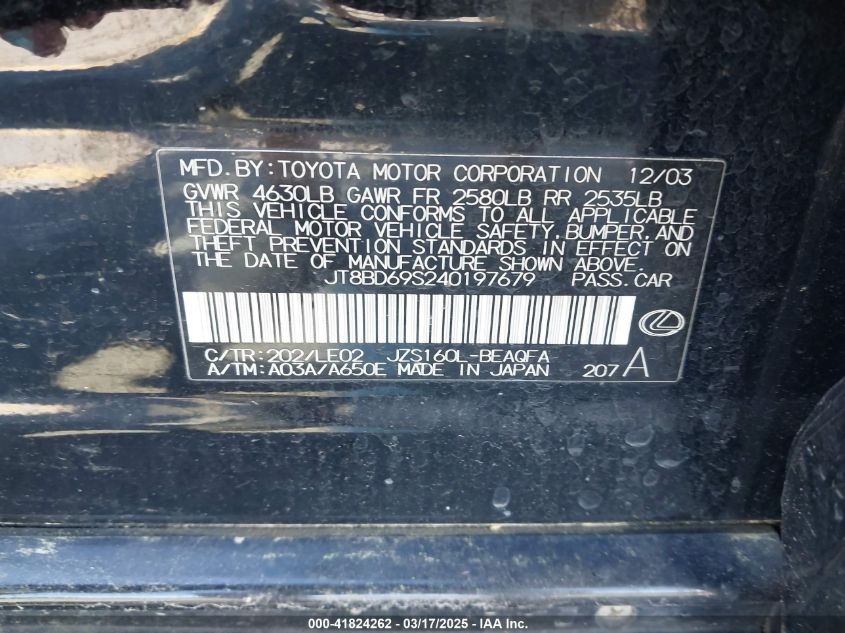 MFD. BY: TOYOTA MOTOR CORPORATION 12/03
GVWR 4630LB GAWR FR 2580LB RR 2535LB
THIS VEHICLE CONFORMS TO ALL APPLICABLE
FEDERAL MOTOR VEHICLE SAFETY, BUMPER, AND
THEFT PREVENTION STANDARDS IN EFFECT ON
THE DATE OF MANUFACTURE SHOWN ABOVE.
JT8BD69S240197679 PASS. CAR
C/TR: 202/LE02 JZS160L-BEAQFA
A/TM: A03A/A650E MADE IN JAPAN 207 A
000-41824262 - 03/17/2025 - IAA Inc.